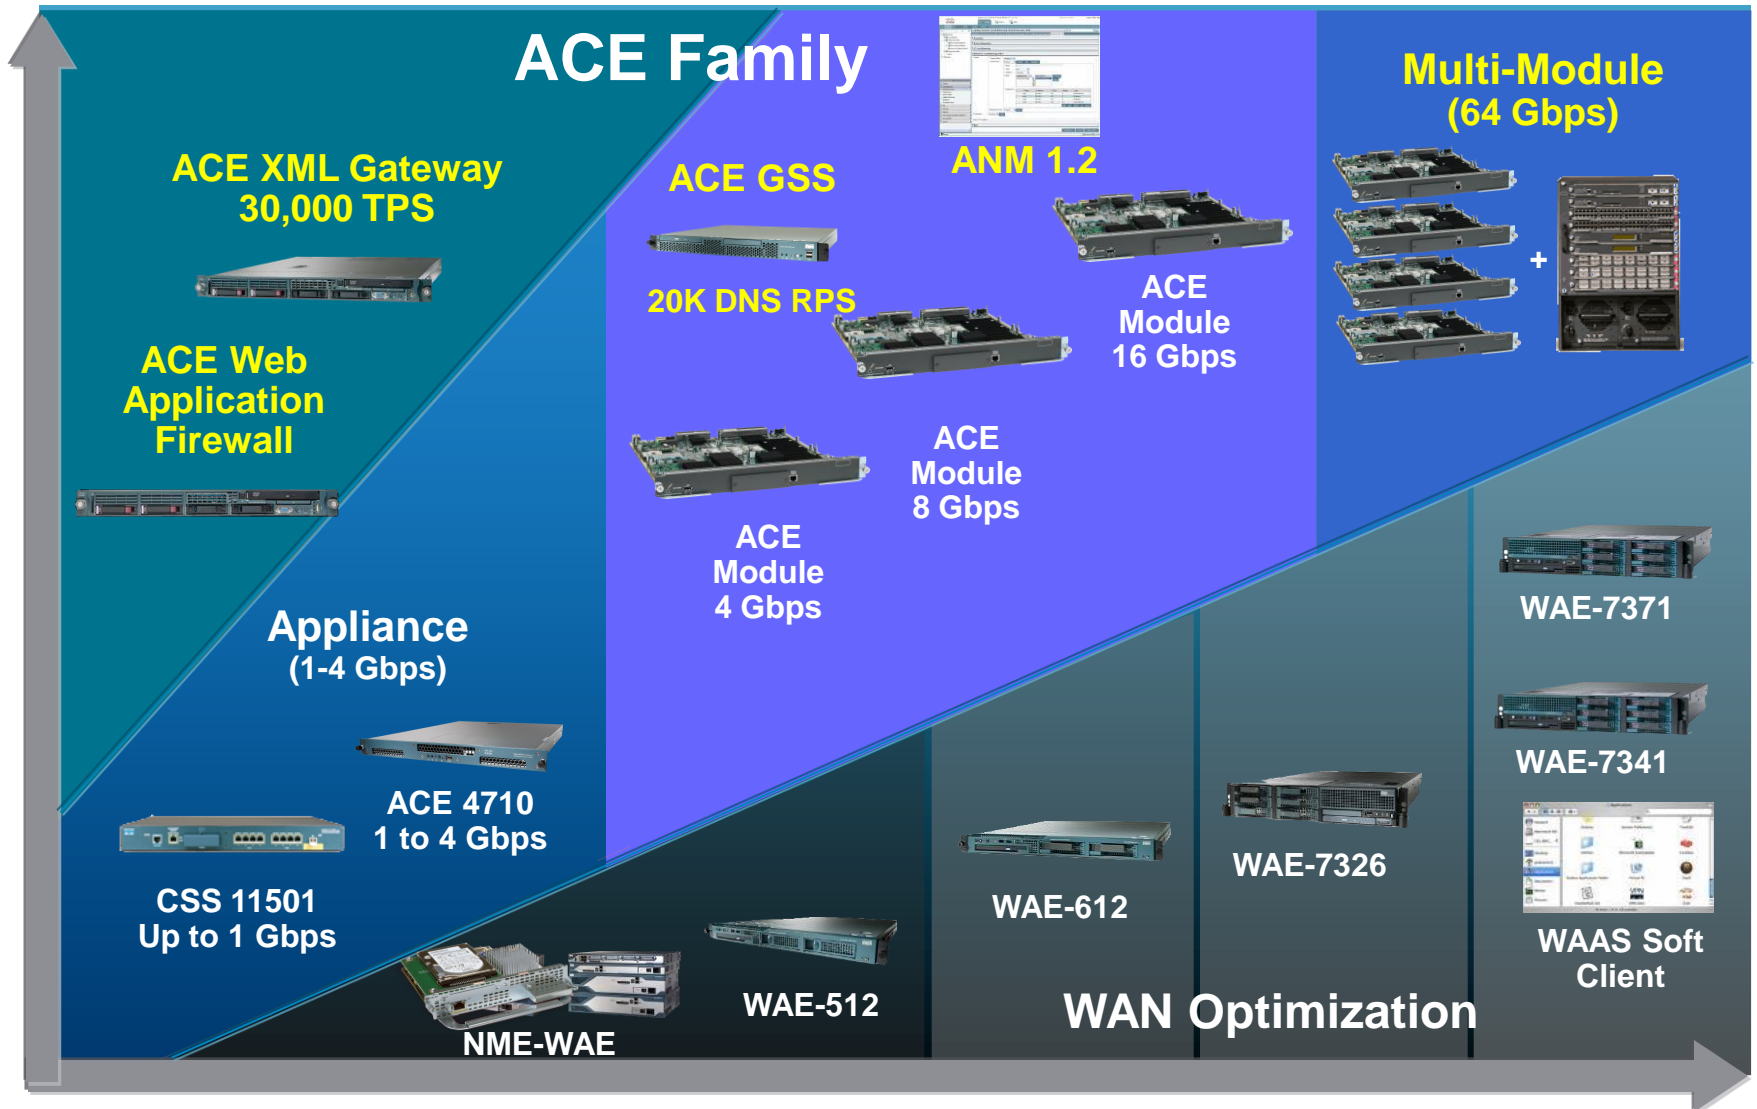 ACE Family
Multi-Module
(64 Gbps)
ACE XML Gateway
30,000 TPS
ACE GSS
ANM 1.2
20K DNS RPS
ACE
Module
16 Gbps
+
ACE Web
Application
Firewall
ACE
Module
8 Gbps
ACE
Module
4 Gbps
Appliance
(1-4 Gbps)
ACE 4710
1 to 4 Gbps
CSS 11501
Up to 1 Gbps
WAE-7371
WAE-7341
WAE-7326
WAE-612
WAE-512
NME-WAE
WAAS Soft
Client
WAN Optimization